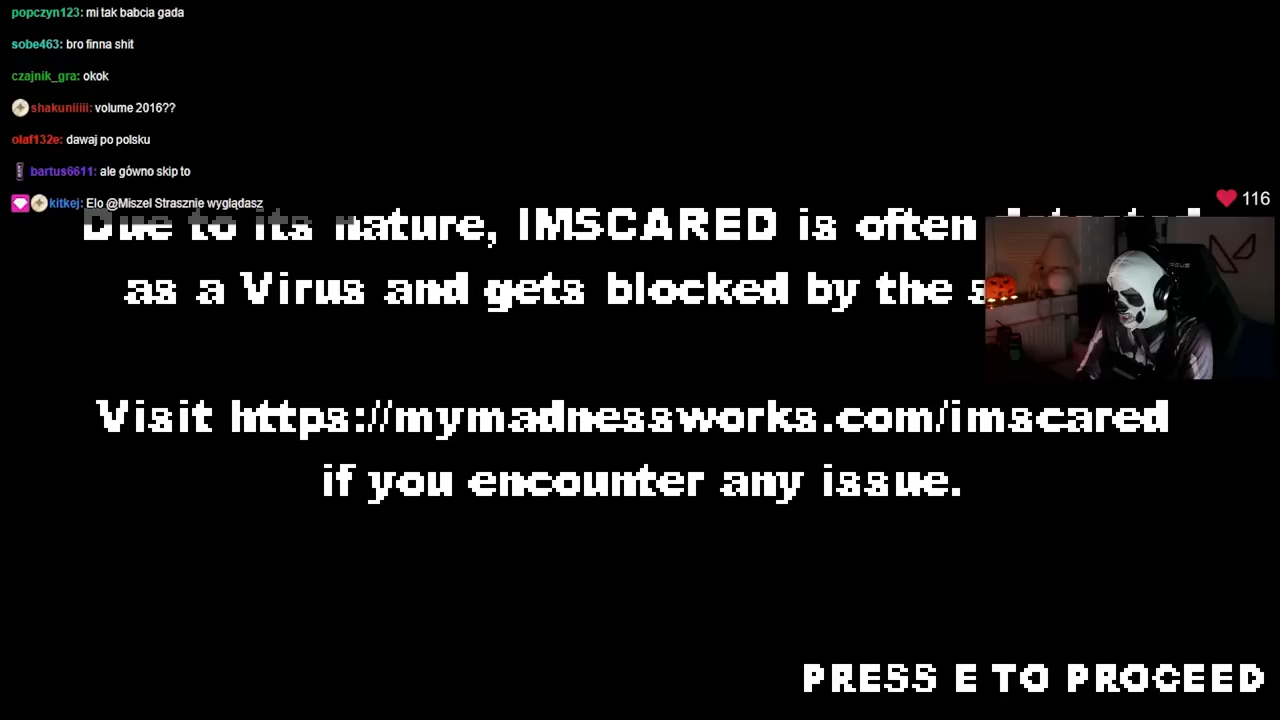 popczyn123: mi tak babcia gada
sobe463: bro finna shit
czajnik_gra: okok
shakuniiiii: volume 2016??
olaf132e: dawaj po polsku
bartus6611: ale gówno skip to
kitkej: Elo @Miszel Strasznie wyglądasz
116
Due to its nature, IMSCARED is often
as a Virus and gets blocked by the
Visit https://mymadnessworks.com/imscared
if you encounter any issue.
PRESS E TO PROCEED